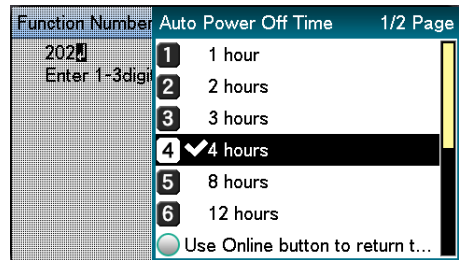 Function Number
202
Enter 1-3digi
Auto Power Off Time 1/2 Page
1 1 hour
2 2 hours
3 3 hours
4 4 hours
5 8 hours
6 12 hours
Use Online button to return t...